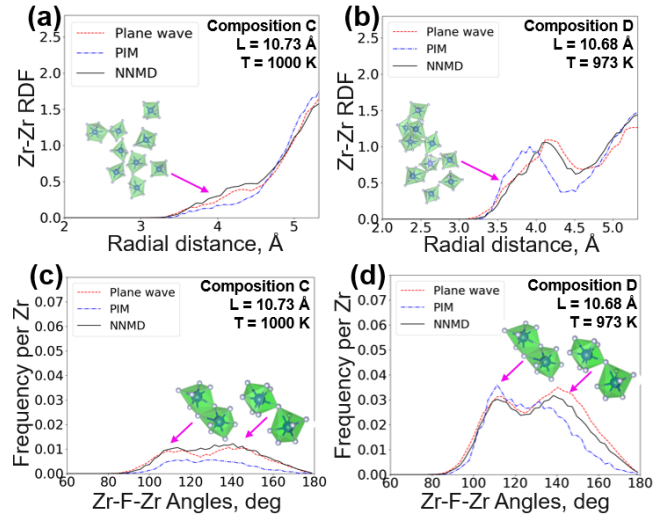 (a)
Composition C
L = 10.73 Å
T = 1000 K
Plane wave
PIM
NNMD
Zr-Zr RDF
2.0
1.5
1.0
0.5
0.0
2 3 4 5
Radial distance, Å
(b)
Composition D
L = 10.68 Å
T = 973 K
Plane wave
PIM
NNMD
Zr-Zr RDF
2.0
1.5
1.0
0.5
0.0
2.0 2.5 3.0 3.5 4.0 4.5 5.0
Radial distance, Å
(c)
Composition C
L = 10.73 Å
T = 1000 K
Plane wave
PIM
NNMD
Frequency per Zr
0.07
0.06
0.05
0.04
0.03
0.02
0.01
0.00
60 80 100 120 140 160 180
Zr-F-Zr Angles, deg
(d)
Composition D
L = 10.68 Å
T = 973 K
Plane wave
PIM
NNMD
Frequency per Zr
0.07
0.06
0.05
0.04
0.03
0.02
0.01
0.00
60 80 100 120 140 160 180
Zr-F-Zr Angles, deg